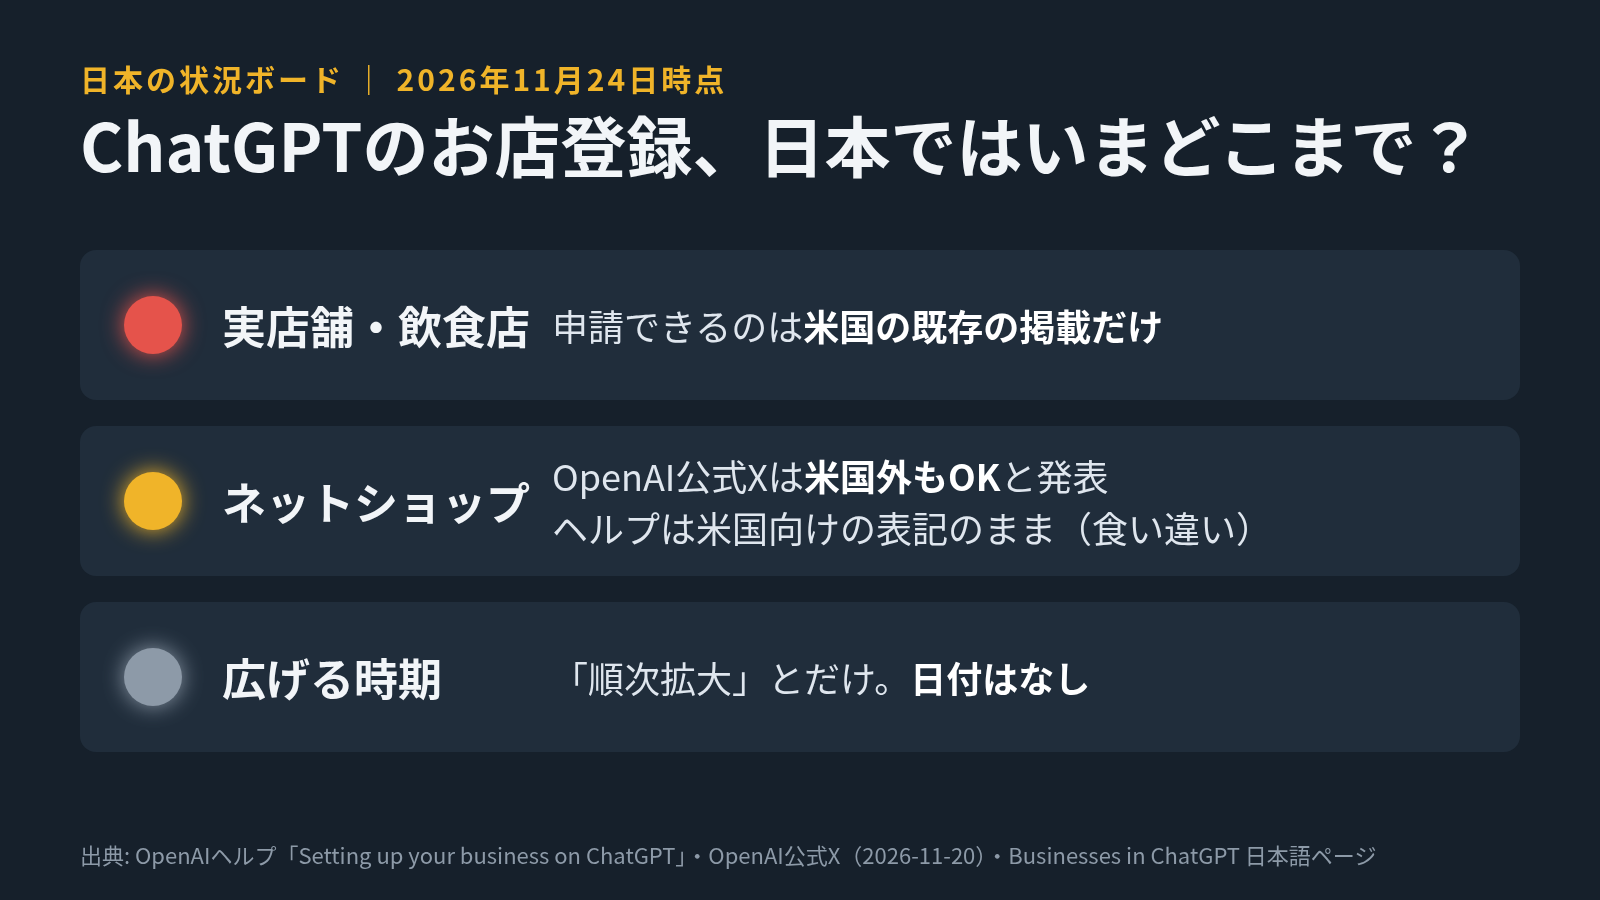 日本の状況ボード ｜ 2026年11月24日時点
ChatGPTのお店登録、日本ではいまどこまで？
実店舗・飲食店 申請できるのは米国の既存の掲載だけ
ネットショップ OpenAI公式Xは米国外もOKと発表
ヘルプは米国向けの表記のまま（食い違い）
広げる時期 「順次拡大」とだけ。日付はなし
出典: OpenAIヘルプ「Setting up your business on ChatGPT」・OpenAI公式X（2026-11-20）・Businesses in ChatGPT 日本語ページ